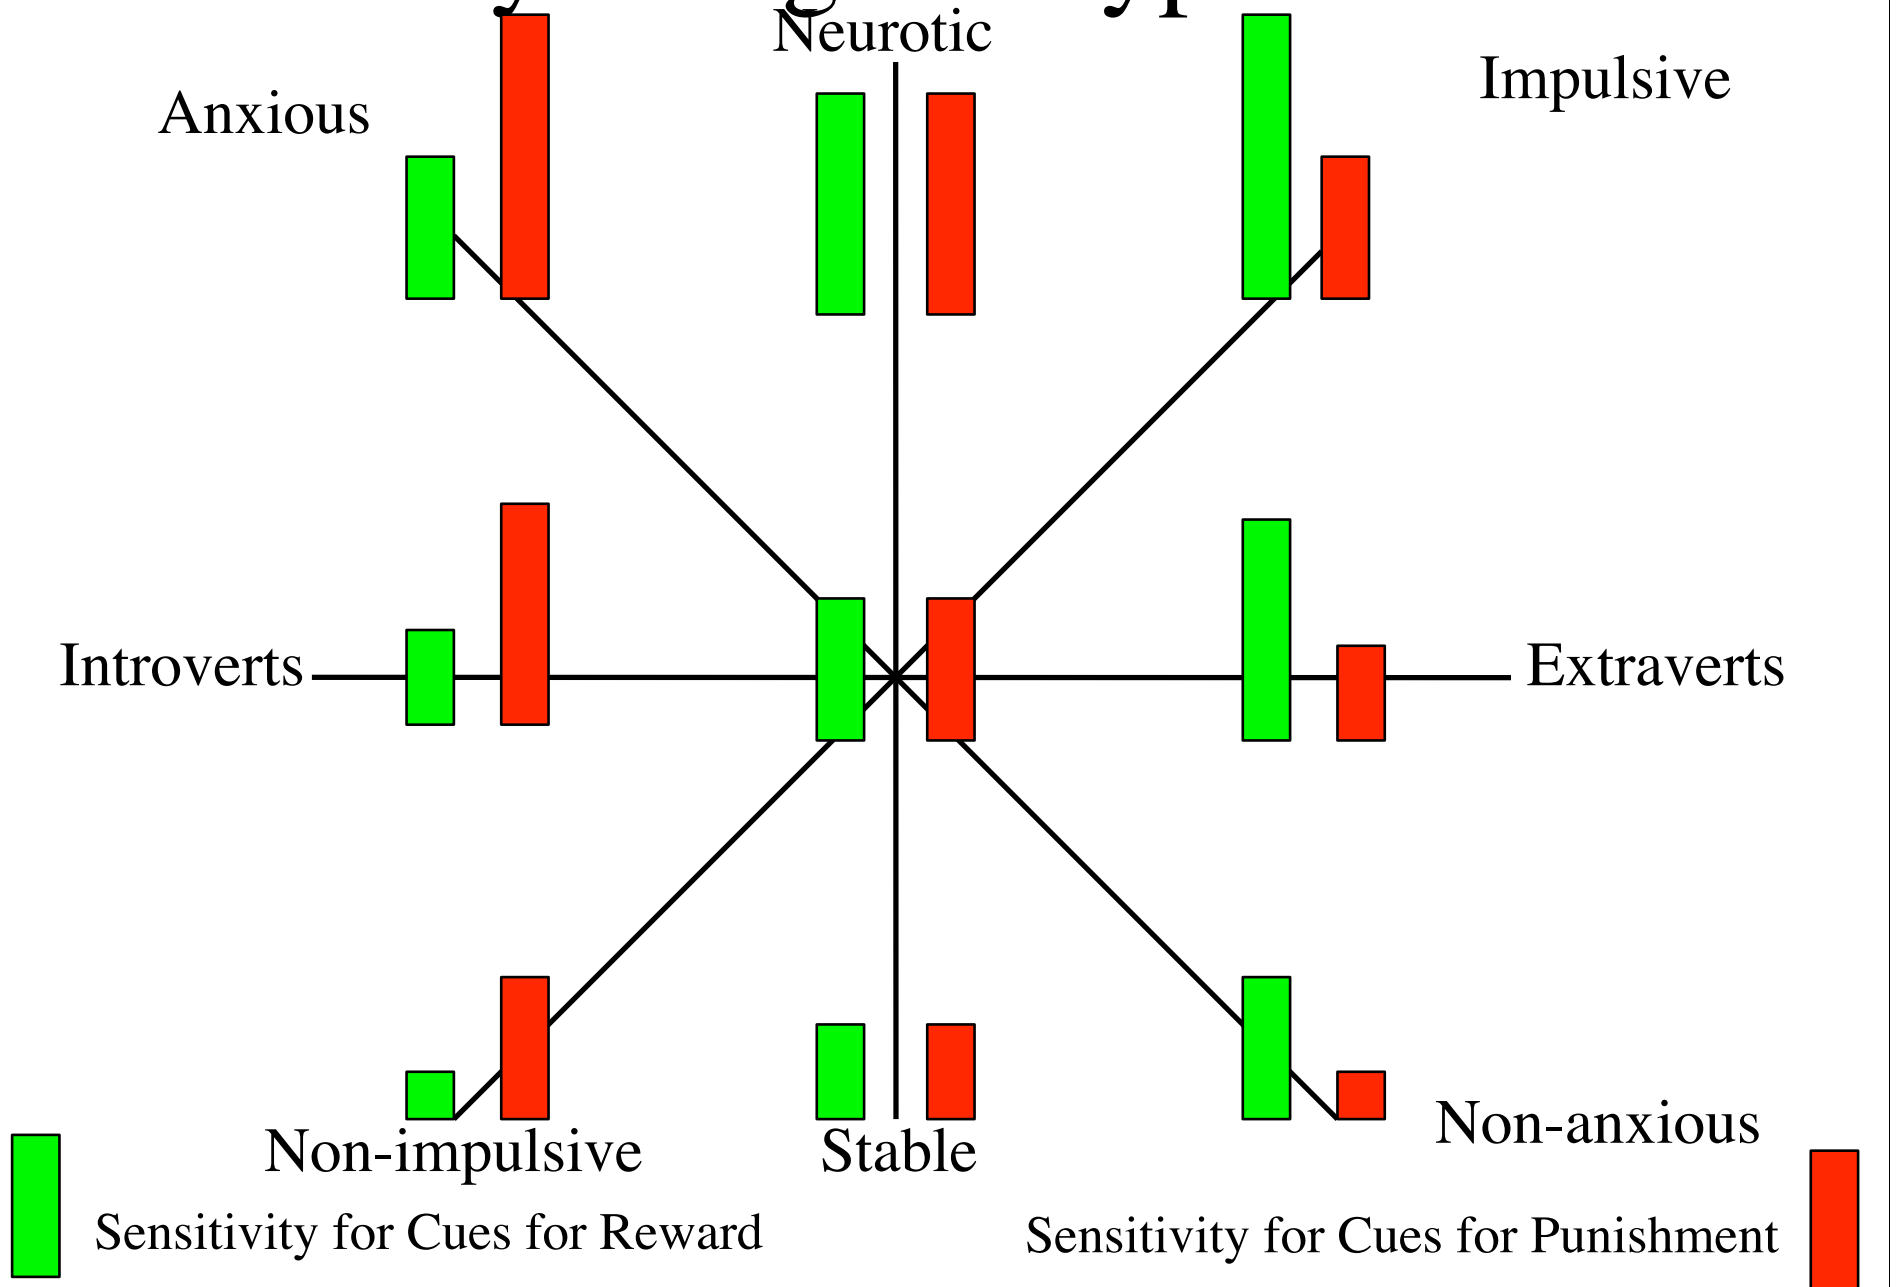 Neurotic
Impulsive
Anxious
Introverts
Extraverts
Non-anxious
Non-impulsive
Stable
Sensitivity for Cues for Reward
Sensitivity for Cues for Punishment